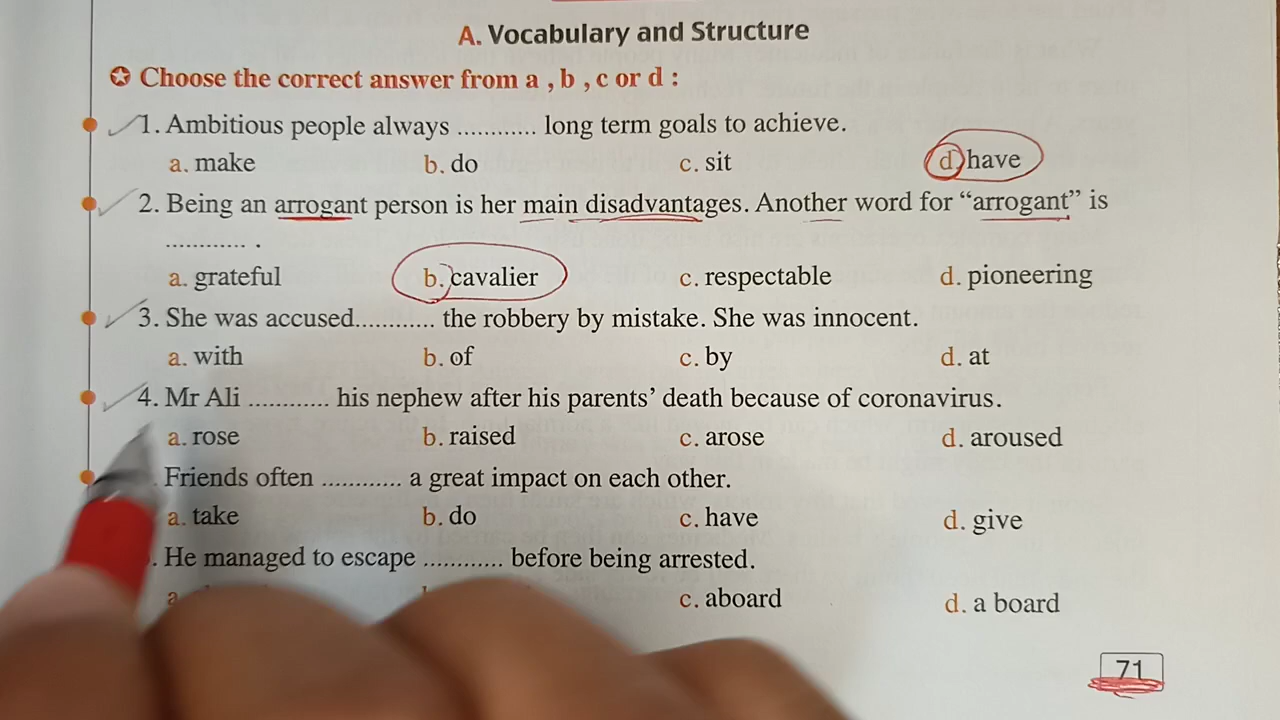 A. Vocabulary and Structure
Choose the correct answer from a , b , c or d :
1. Ambitious people always ............ long term goals to achieve.
a. make b. do c. sit d. have
2. Being an arrogant person is her main disadvantages. Another word for “arrogant” is
............ .
a. grateful b. cavalier c. respectable d. pioneering
3. She was accused............ the robbery by mistake. She was innocent.
a. with b. of c. by d. at
4. Mr Ali ............ his nephew after his parents’ death because of coronavirus.
a. rose b. raised c. arose d. aroused
Friends often ............ a great impact on each other.
a. take b. do c. have d. give
. He managed to escape ............ before being arrested.
a. c. aboard d. a board
71